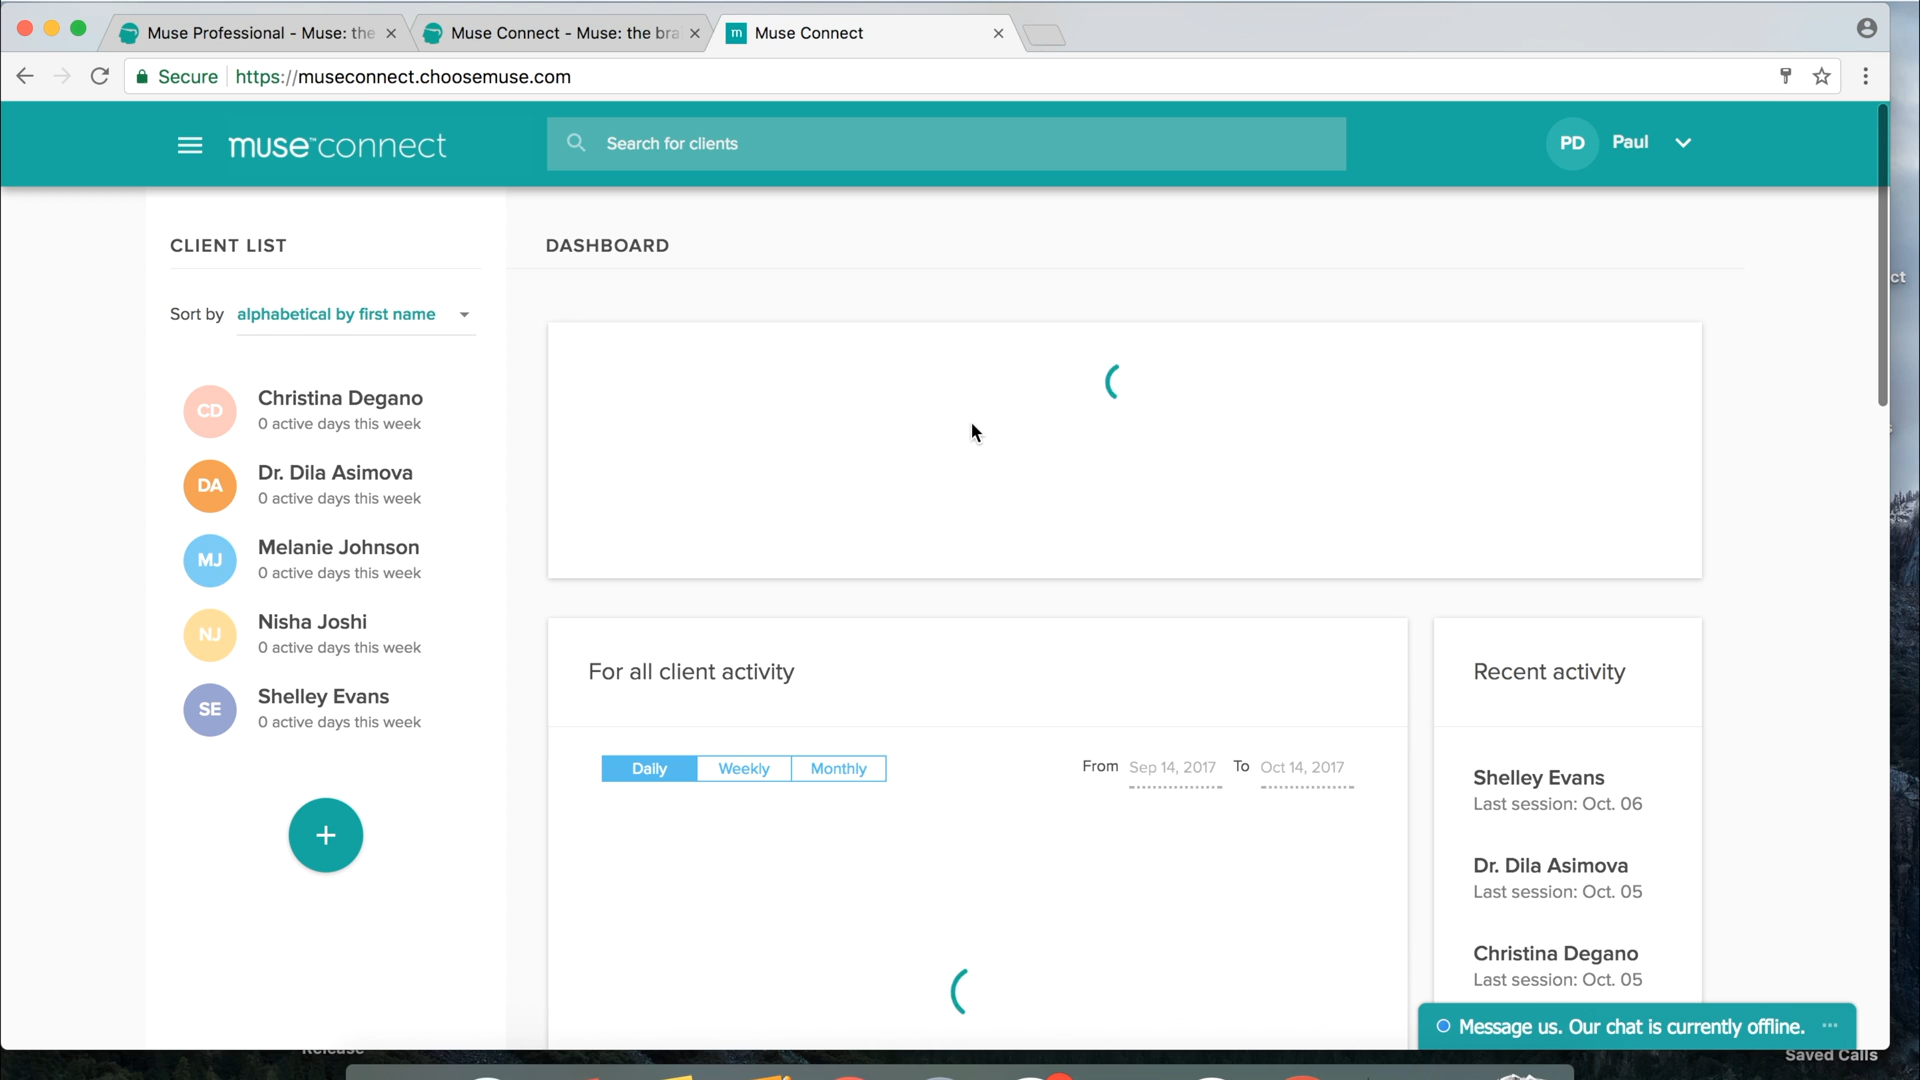 Muse Professional - Muse: the
Muse Connect - Muse: the bra
m Muse Connect
Secure https://museconnect.choosemuse.com
muse™connect
Search for clients
PD Paul
ct
CLIENT LIST
DASHBOARD
Sort by alphabetical by first name
CD Christina Degano
0 active days this week
DA Dr. Dila Asimova
0 active days this week
MJ Melanie Johnson
0 active days this week
NJ Nisha Joshi
0 active days this week
SE Shelley Evans
0 active days this week
+
For all client activity
Daily Weekly Monthly
From Sep 14, 2017 To Oct 14, 2017
Recent activity
Shelley Evans
Last session: Oct. 06
Dr. Dila Asimova
Last session: Oct. 05
Christina Degano
Last session: Oct. 05
Message us. Our chat is currently offline.
Release
Saved Calls